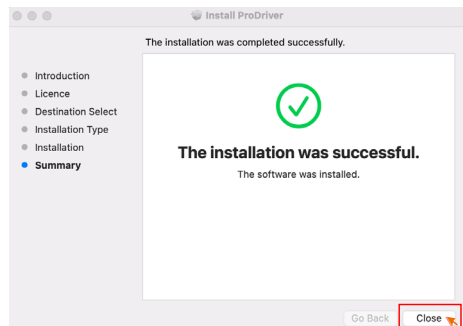 Install ProDriver
The installation was completed successfully.
Introduction
Licence
Destination Select
Installation Type
Installation
Summary
The installation was successful.
The software was installed.
Go Back
Close